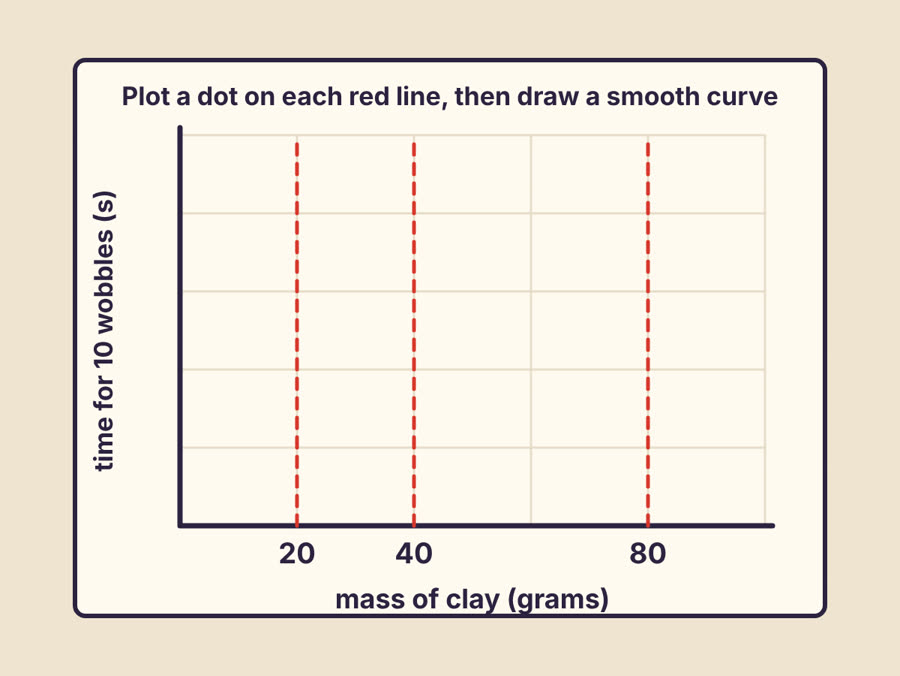 Plot a dot on each red line, then draw a smooth curve
time for 10 wobbles (s)
20 40 80
mass of clay (grams)